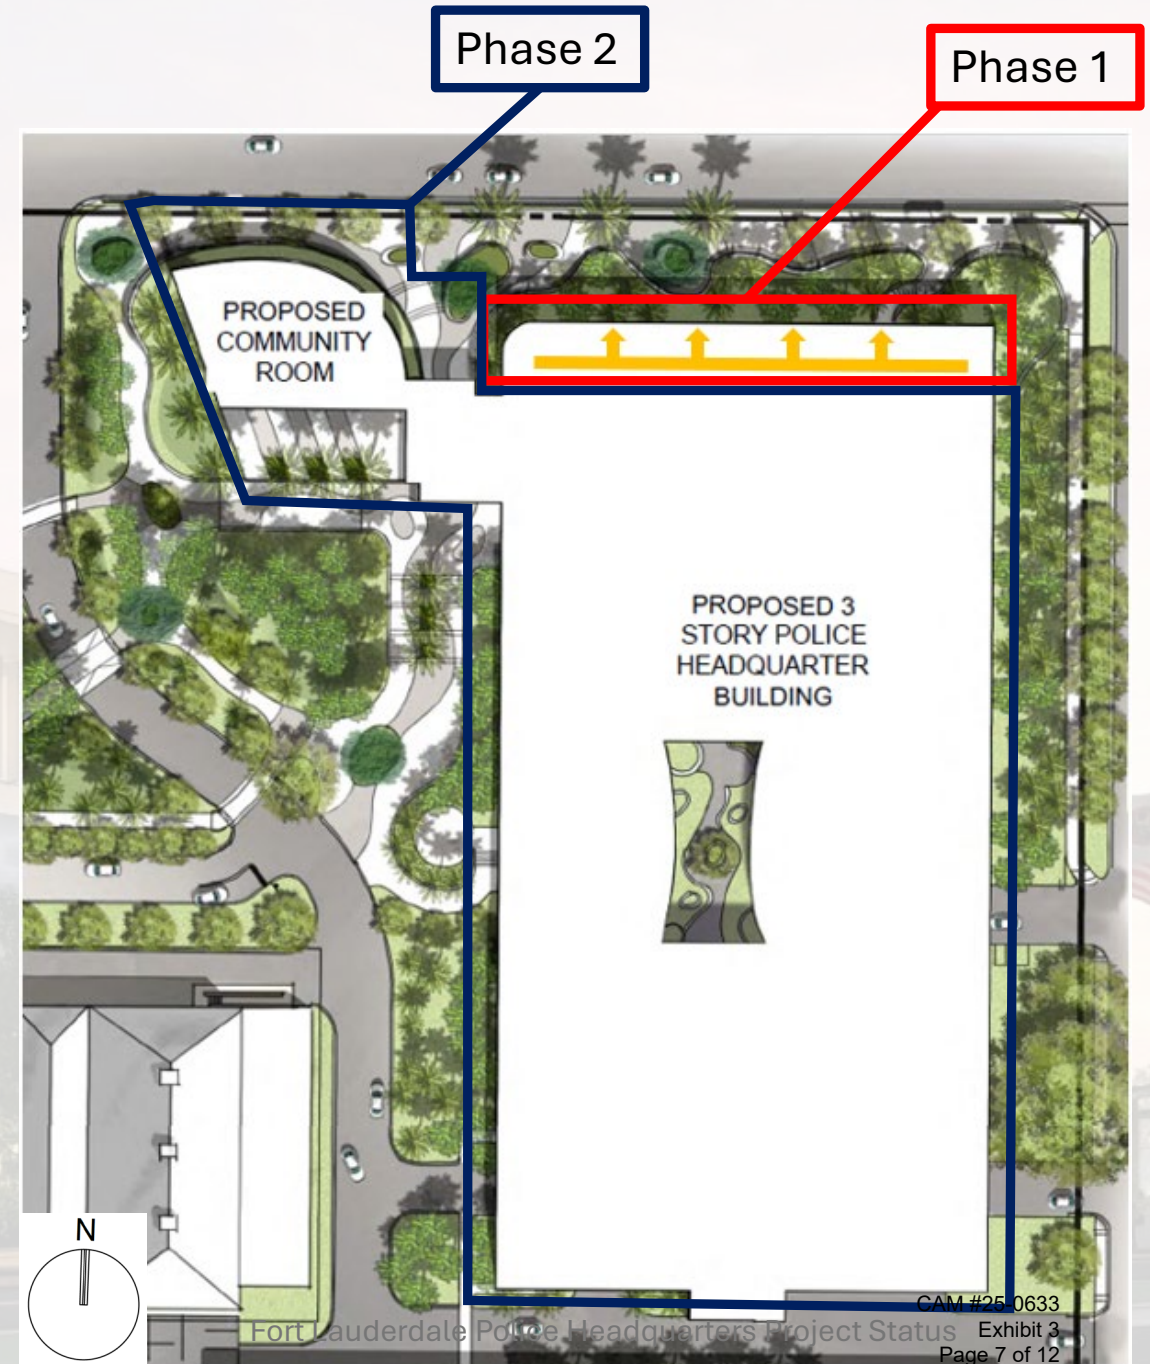 Phase 2
Phase 1
PROPOSED
COMMUNITY
ROOM
PROPOSED 3
STORY POLICE
HEADQUARTER
BUILDING
N
CAM #25-0633
Fort Lauderdale Police Headquarters Project Status
Exhibit 3
Page 7 of 12